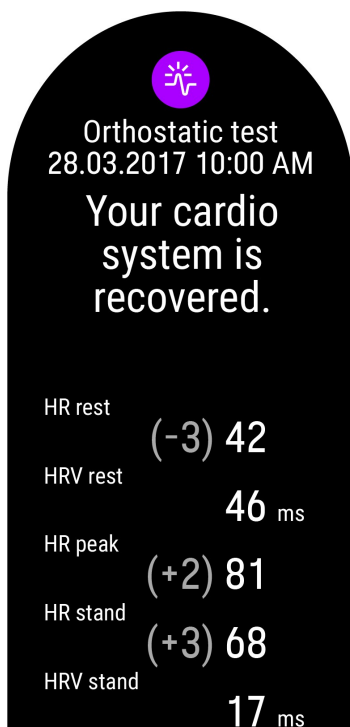 Orthostatic test
28.03.2017 10:00 AM
Your cardio
system is
recovered.
HR rest
(-3) 42
HRV rest
46 ms
HR peak
(+2) 81
HR stand
(+3) 68
HRV stand
17 ms